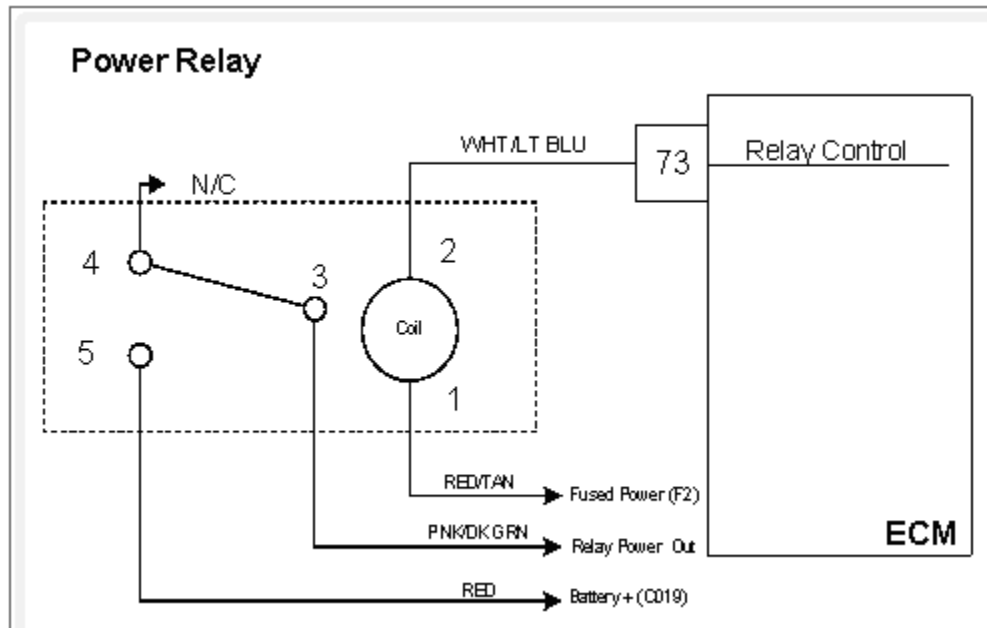 Power Relay
WHT/LT BLU
73
Relay Control
N/C
4
3
2
Coil
5
1
RED/TAN
Fused Power (F2)
PNK/DK GRN
Relay Power Out
ECM
RED
Battery+ (C019)